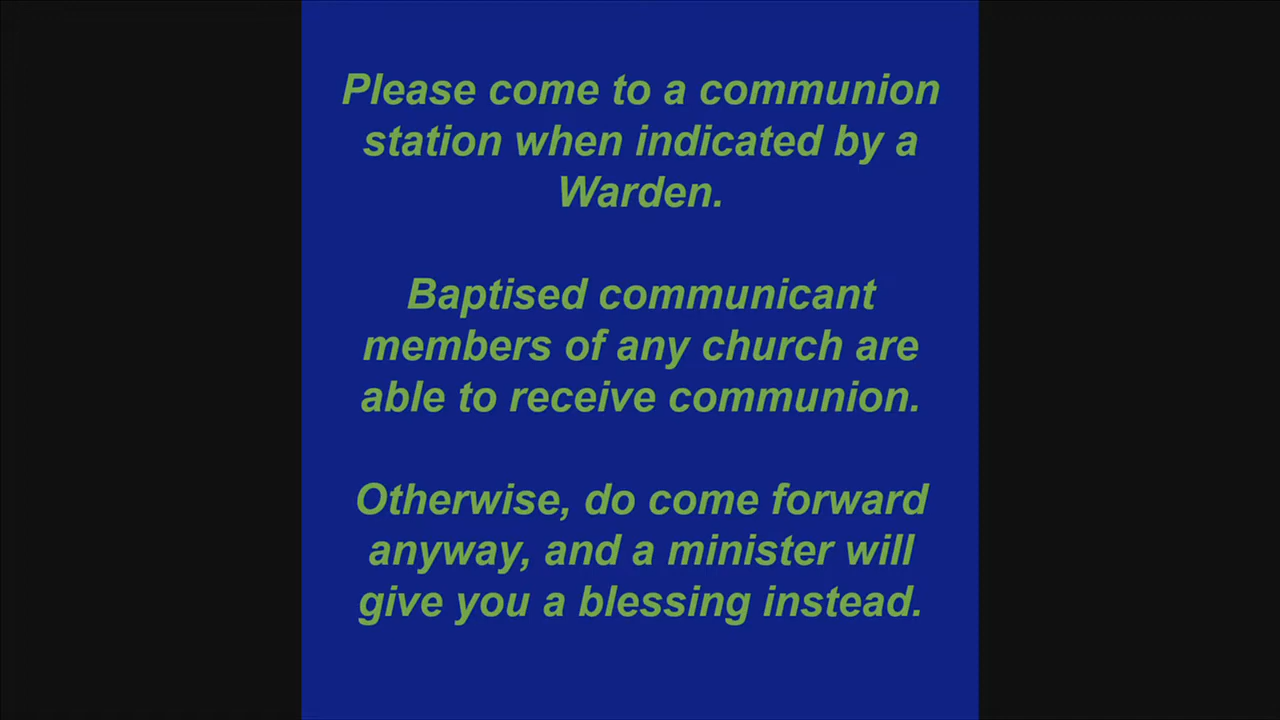 Please come to a communion
station when indicated by a
Warden.
Baptised communicant
members of any church are
able to receive communion.
Otherwise, do come forward
anyway, and a minister will
give you a blessing instead.